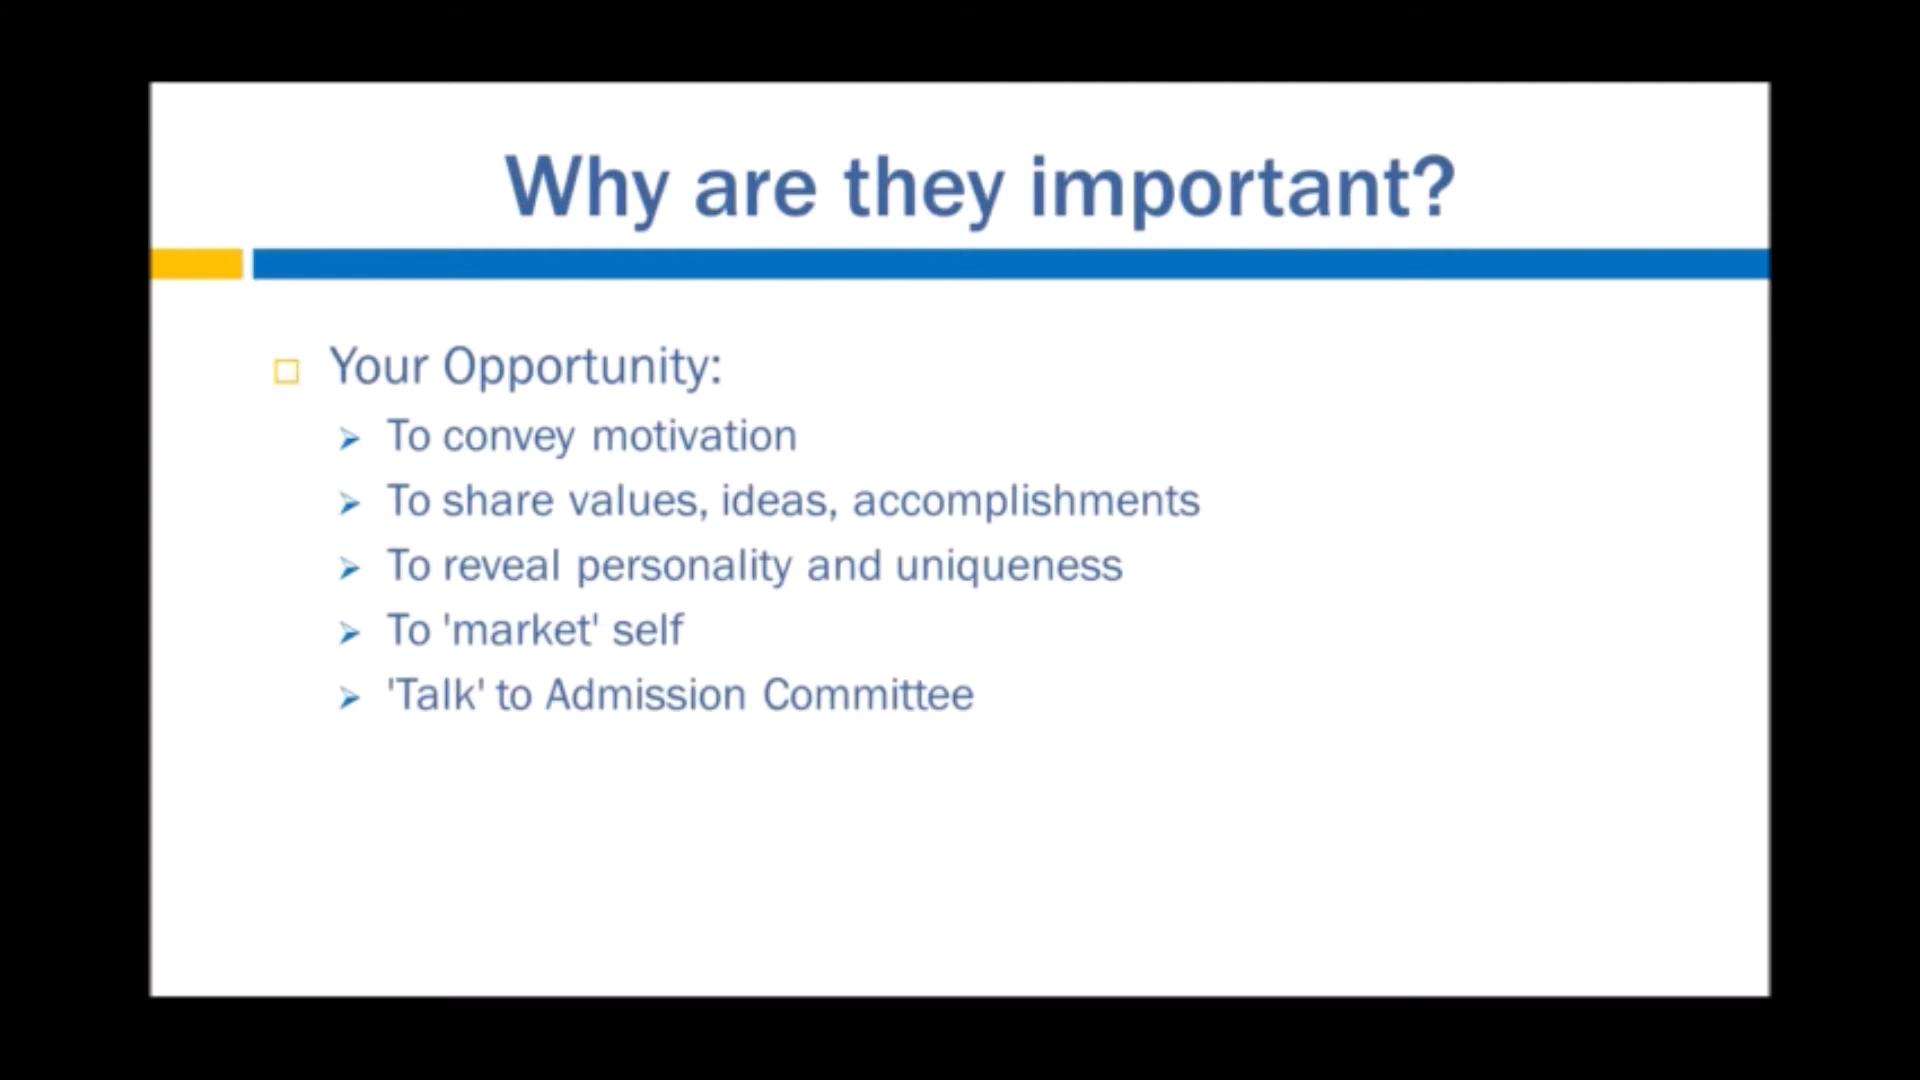 Why are they important?
Your Opportunity:
To convey motivation
To share values, ideas, accomplishments
To reveal personality and uniqueness
To 'market' self
'Talk' to Admission Committee